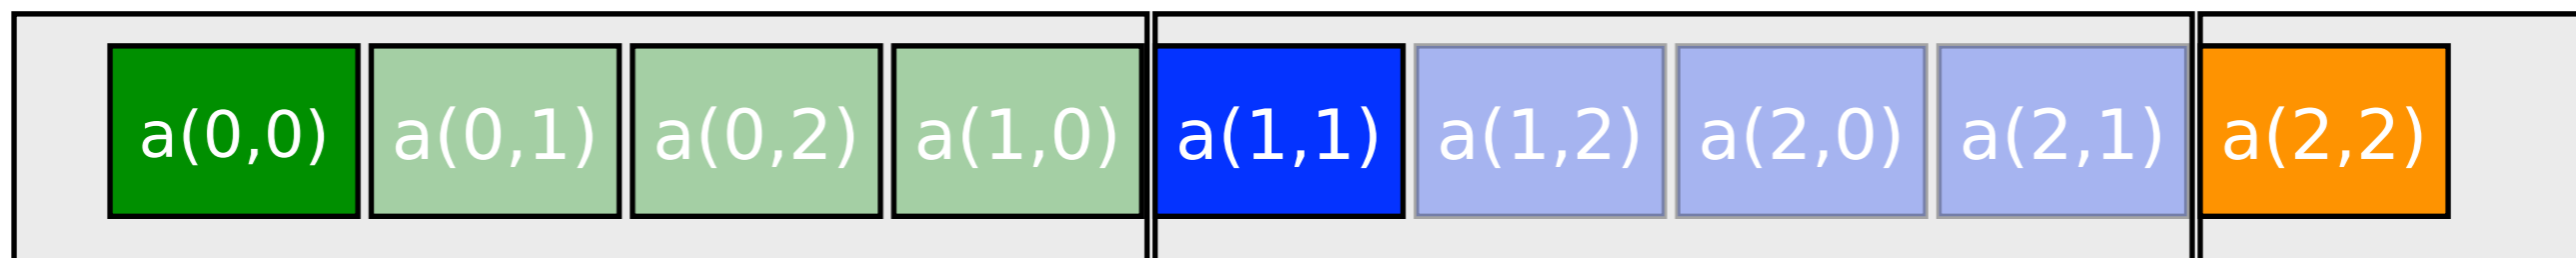 a(0,0) a(0,1) a(0,2) a(1,0) a(1,1) a(1,2) a(2,0) a(2,1) a(2,2)